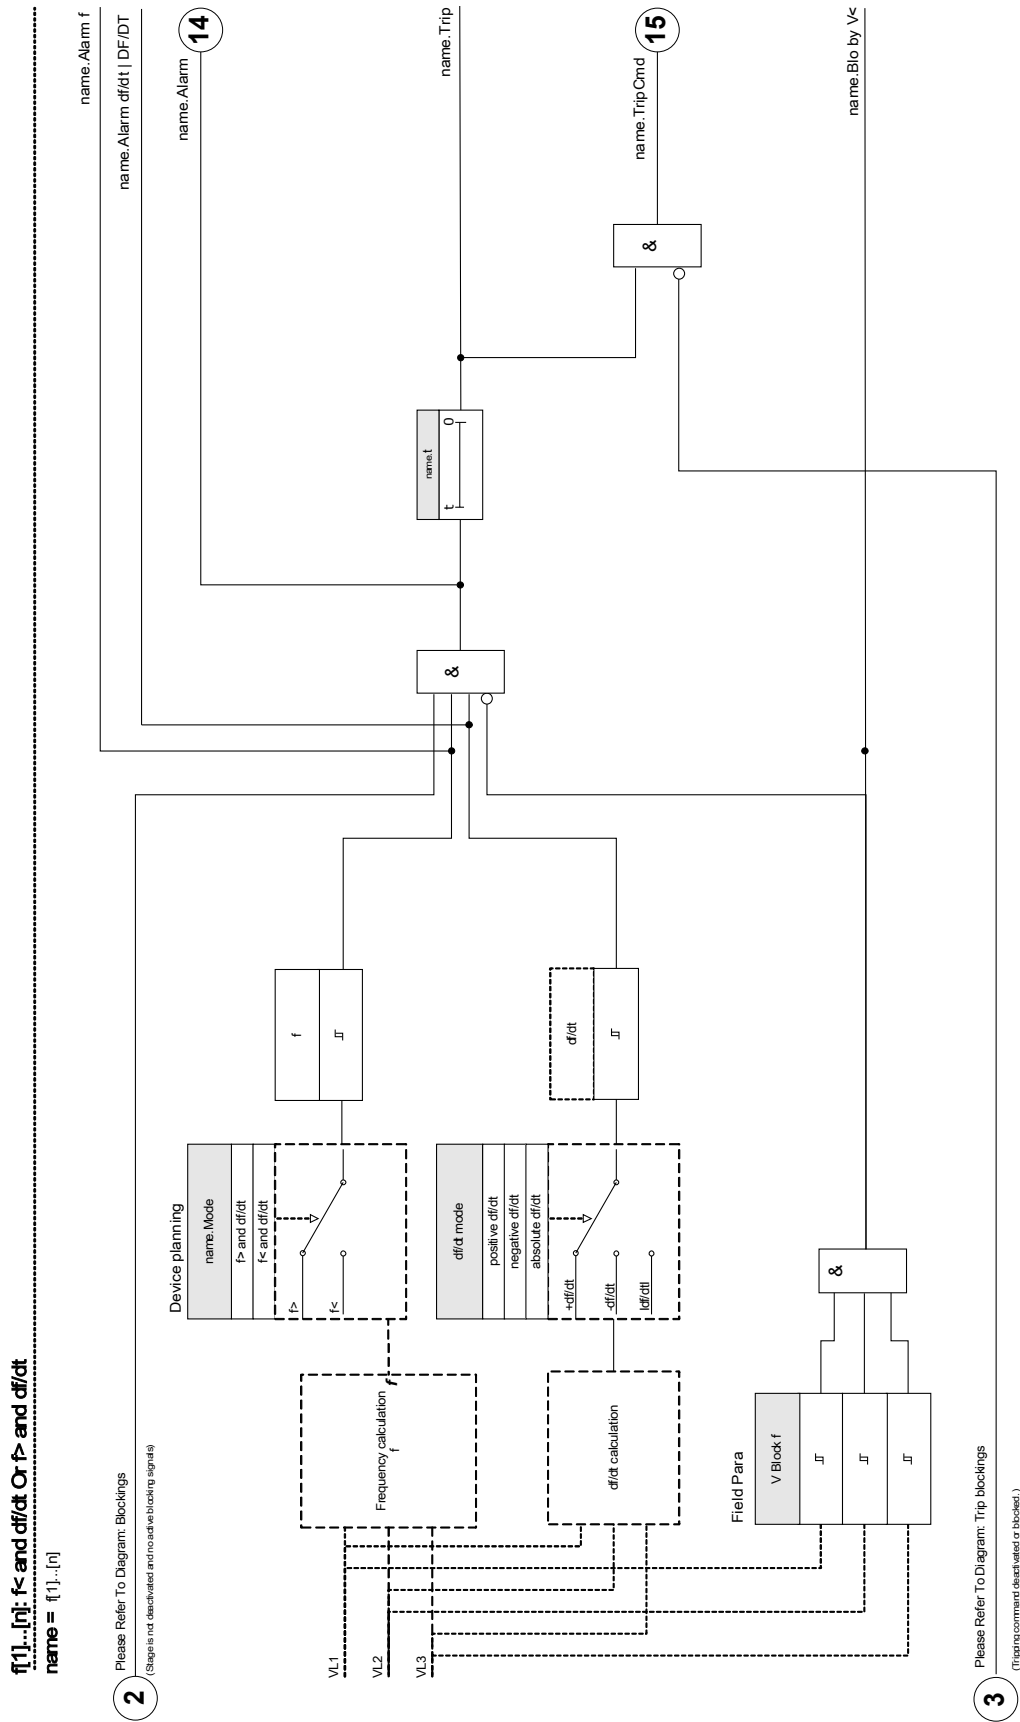 f[1]...[n]: f< and df/dt Or f> and df/dt
name = f[1]...[n]
2
Please Refer To Diagram: Blockings
(Stage is not deactivated and no active blocking signals)
name.Alarm f
name.Alarm df/dt | DF/DT
name.Alarm
14
Device planning
name.Mode
f> and df/dt
f< and df/dt
f>
f<
f
Frequency calculation
f
f
&
name.t
t
0
name.Trip
VL1
VL2
VL3
df/dt mode
positive df/dt
negative df/dt
absolute df/dt
+df/dt
-df/dt
|df/dt|
df/dt
df/dt calculation
&
name.TripCmd
15
Field Para
V Block f
&
name.Blo by V<
3
Please Refer To Diagram: Trip blockings
(Tripping command deactivated or blocked.)